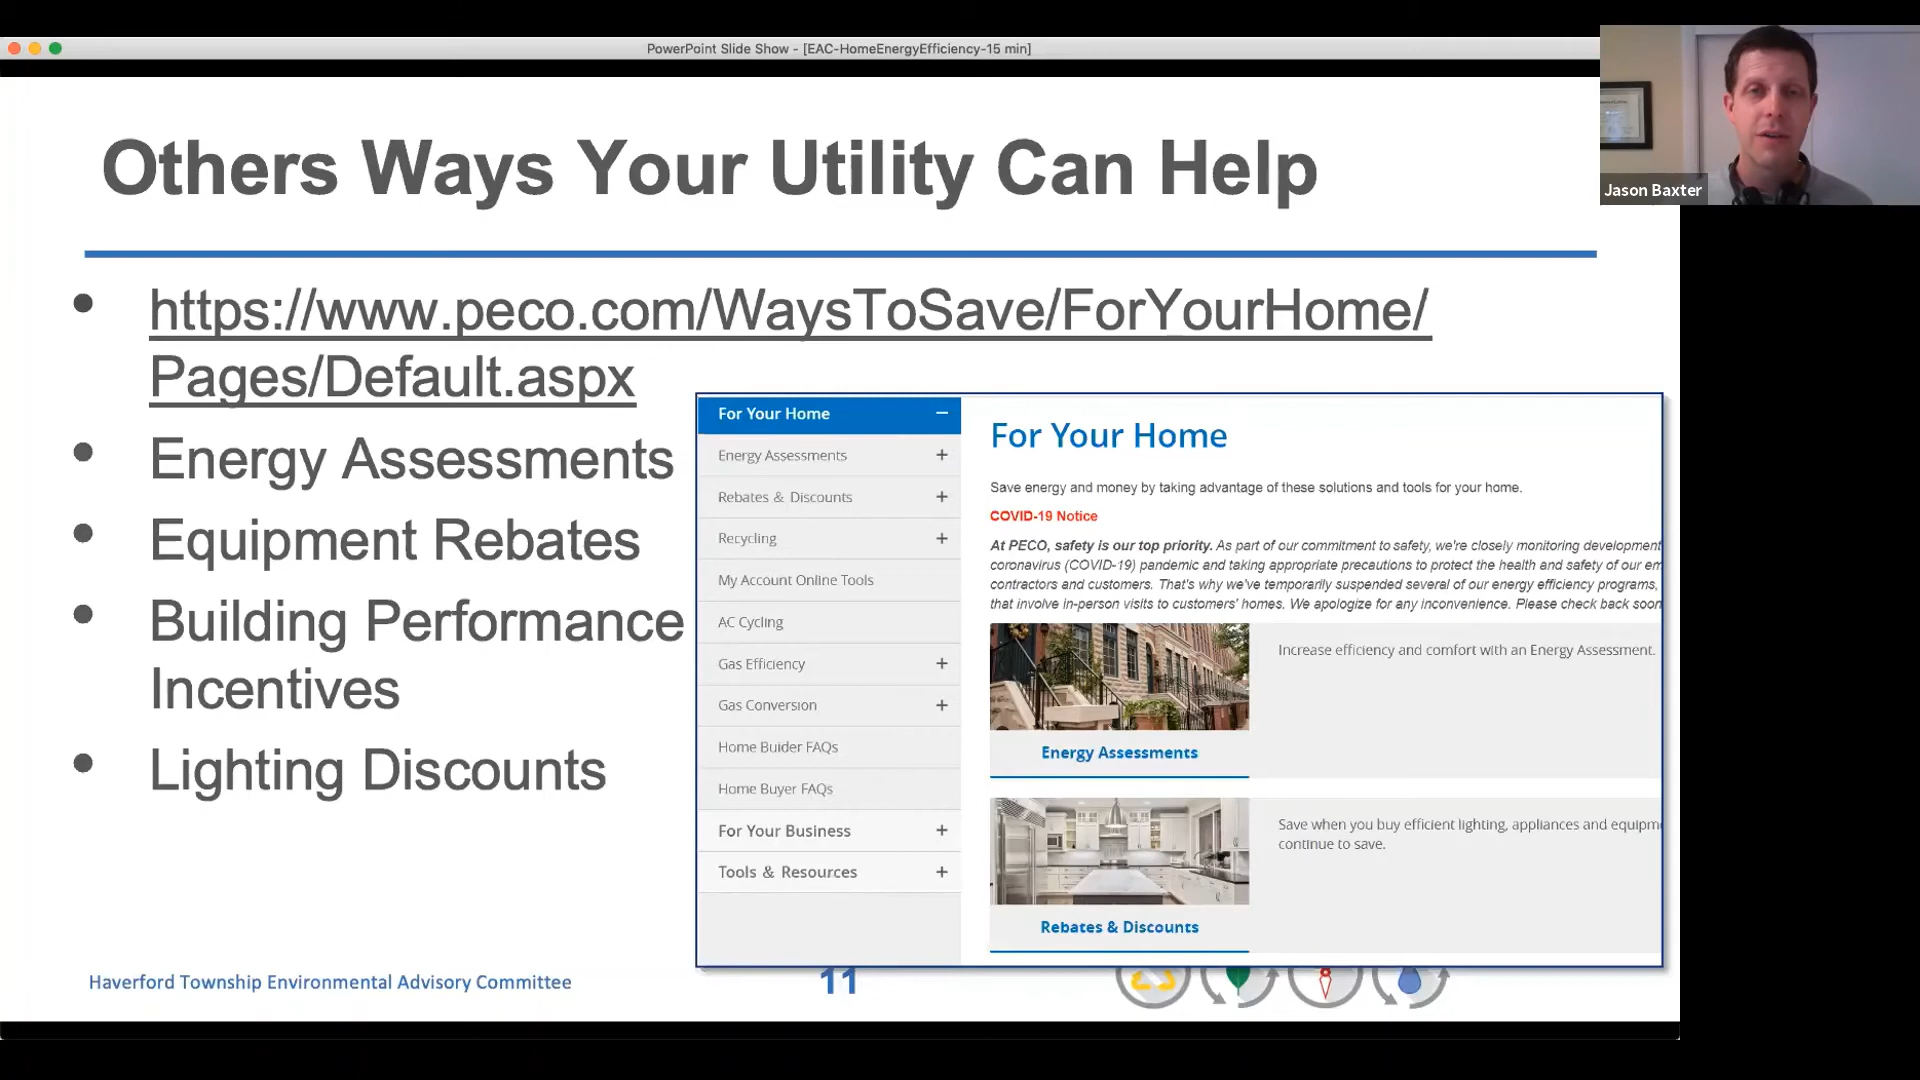 PowerPoint Slide Show - [EAC-HomeEnergyEfficiency-15 min]
Jason Baxter
Others Ways Your Utility Can Help
https://www.peco.com/WaysToSave/ForYourHome/
Pages/Default.aspx
Energy Assessments
Equipment Rebates
Building Performance
Incentives
Lighting Discounts
For Your Home
Energy Assessments
Rebates & Discounts
Recycling
My Account Online Tools
AC Cycling
Gas Efficiency
Gas Conversion
Home Buider FAQs
Home Buyer FAQs
For Your Business
Tools & Resources
For Your Home
Save energy and money by taking advantage of these solutions and tools for your home.
COVID-19 Notice
At PECO, safety is our top priority. As part of our commitment to safety, we're closely monitoring development
coronavirus (COVID-19) pandemic and taking appropriate precautions to protect the health and safety of our em
contractors and customers. That's why we've temporarily suspended several of our energy efficiency programs,
that involve in-person visits to customers' homes. We apologize for any inconvenience. Please check back soon
Increase efficiency and comfort with an Energy Assessment.
Energy Assessments
Save when you buy efficient lighting, appliances and equipm
continue to save.
Rebates & Discounts
Haverford Township Environmental Advisory Committee
11